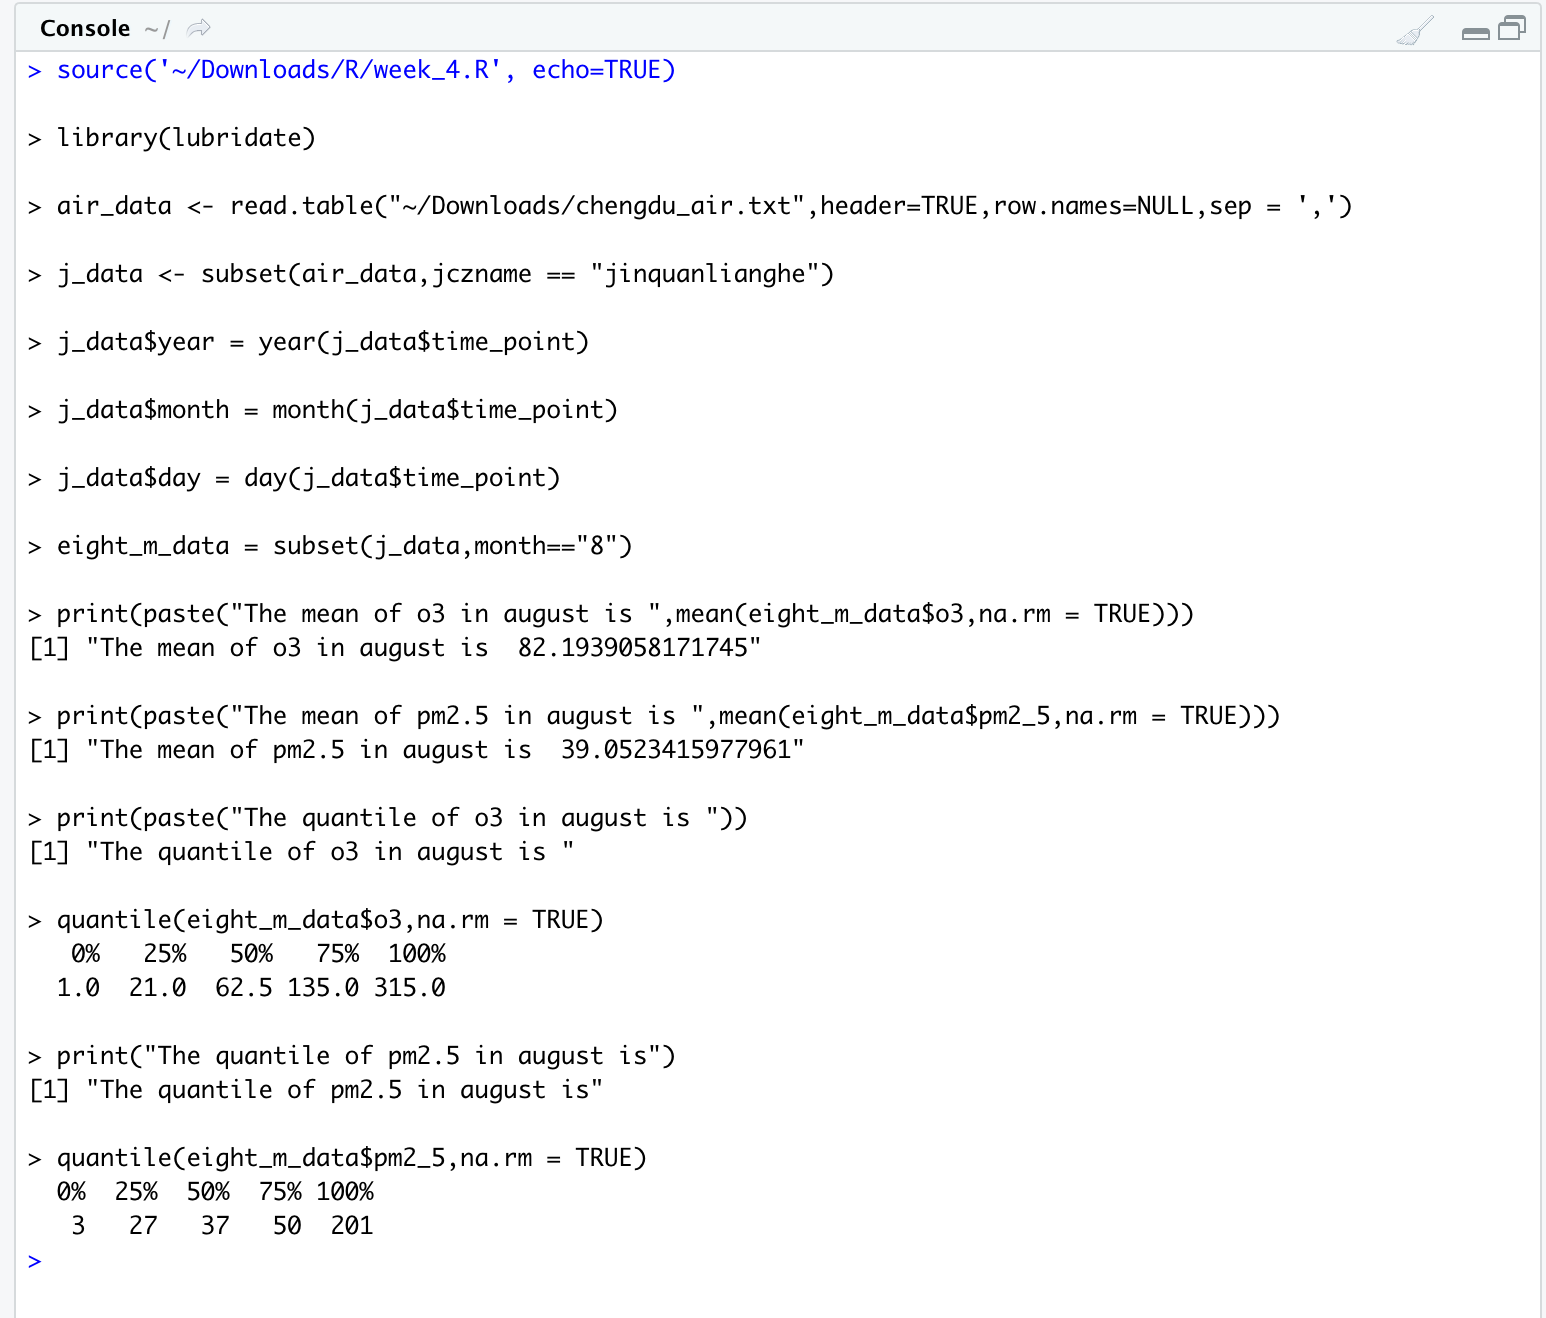 Console ~/
> source('~/Downloads/R/week_4.R', echo=TRUE)
> library(lubridate)
> air_data <- read.table("~/Downloads/chengdu_air.txt",header=TRUE,row.names=NULL,sep = ',')
> j_data <- subset(air_data,jczname == "jinquanlianghe")
> j_data$year = year(j_data$time_point)
> j_data$month = month(j_data$time_point)
> j_data$day = day(j_data$time_point)
> eight_m_data = subset(j_data,month=="8")
> print(paste("The mean of o3 in august is ",mean(eight_m_data$o3,na.rm = TRUE)))
[1] "The mean of o3 in august is  82.1939058171745"
> print(paste("The mean of pm2.5 in august is ",mean(eight_m_data$pm2_5,na.rm = TRUE)))
[1] "The mean of pm2.5 in august is  39.0523415977961"
> print(paste("The quantile of o3 in august is "))
[1] "The quantile of o3 in august is "
> quantile(eight_m_data$o3,na.rm = TRUE)
   0%   25%   50%   75%  100%
  1.0  21.0  62.5 135.0 315.0
> print("The quantile of pm2.5 in august is")
[1] "The quantile of pm2.5 in august is"
> quantile(eight_m_data$pm2_5,na.rm = TRUE)
  0%  25%  50%  75% 100%
   3   27   37   50  201
>